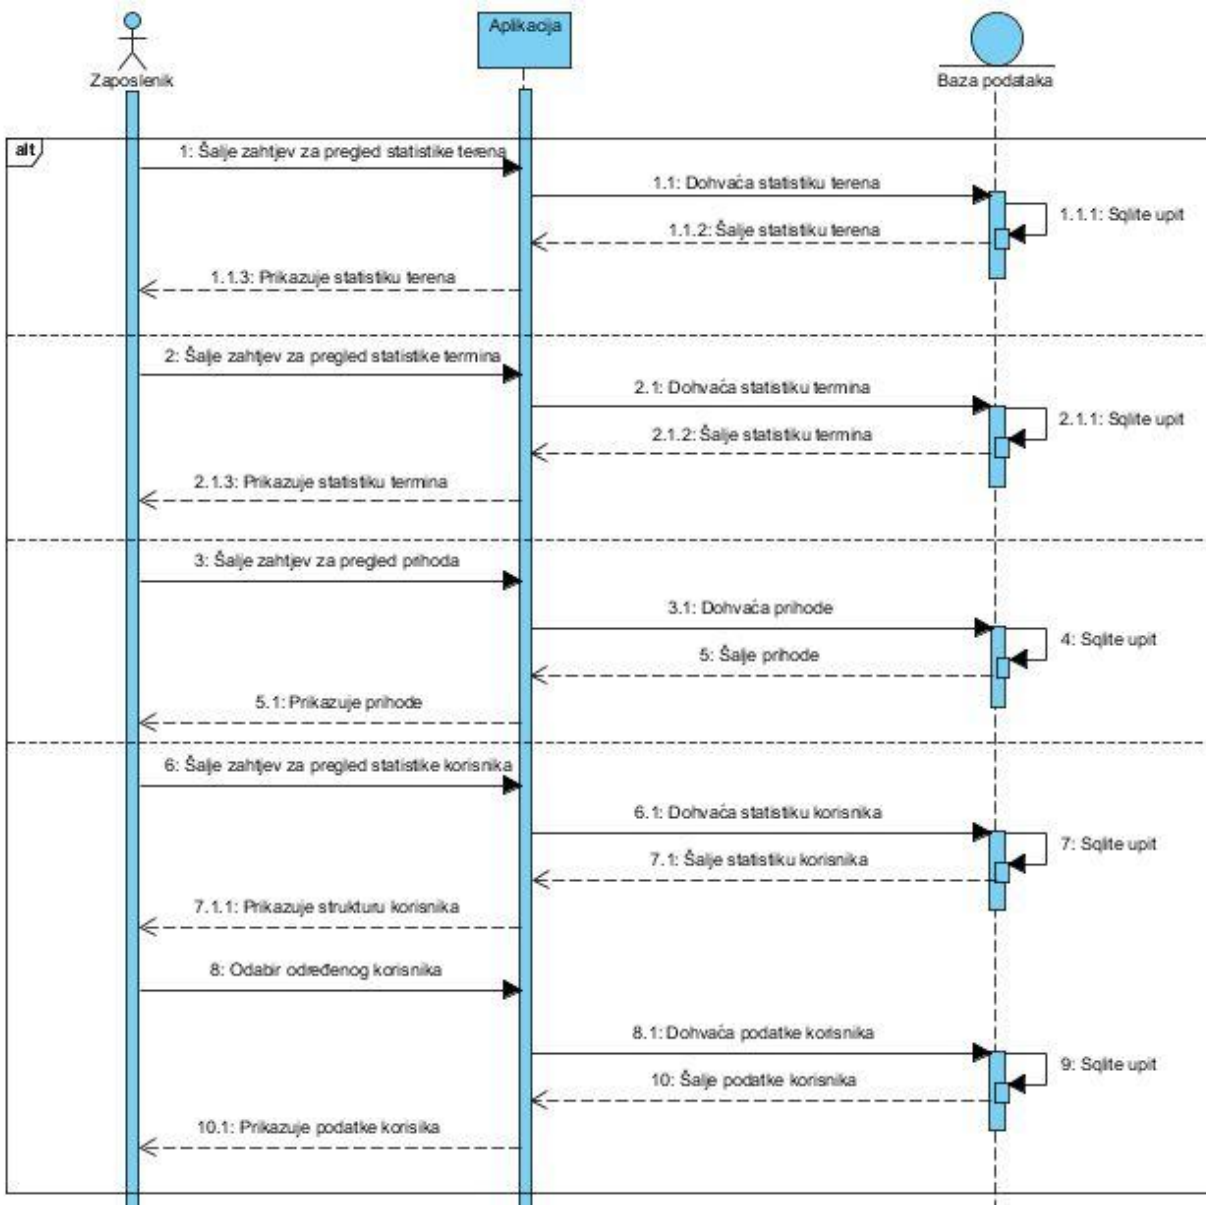 Zaposlenik
Aplikacija
Baza podataka
alt
1: Šalje zahtjev za pregled statistike terena
1.1: Dohvaća statistiku terena
1.1.1: Sqlite upit
1.1.2: Šalje statistiku terena
1.1.3: Prikazuje statistiku terena
2: Šalje zahtjev za pregled statistike termina
2.1: Dohvaća statistiku termina
2.1.1: Sqlite upit
2.1.2: Šalje statistiku termina
2.1.3: Prikazuje statistiku termina
3: Šalje zahtjev za pregled prihoda
3.1: Dohvaća prihode
4: Sqlite upit
5: Šalje prihode
5.1: Prikazuje prihode
6: Šalje zahtjev za pregled statistike korisnika
6.1: Dohvaća statistiku korisnika
7: Sqlite upit
7.1: Šalje statistiku korisnika
7.1.1: Prikazuje strukturu korisnika
8: Odabir određenog korisnika
8.1: Dohvaća podatke korisnika
9: Sqlite upit
10: Šalje podatke korisnika
10.1: Prikazuje podatke korisika